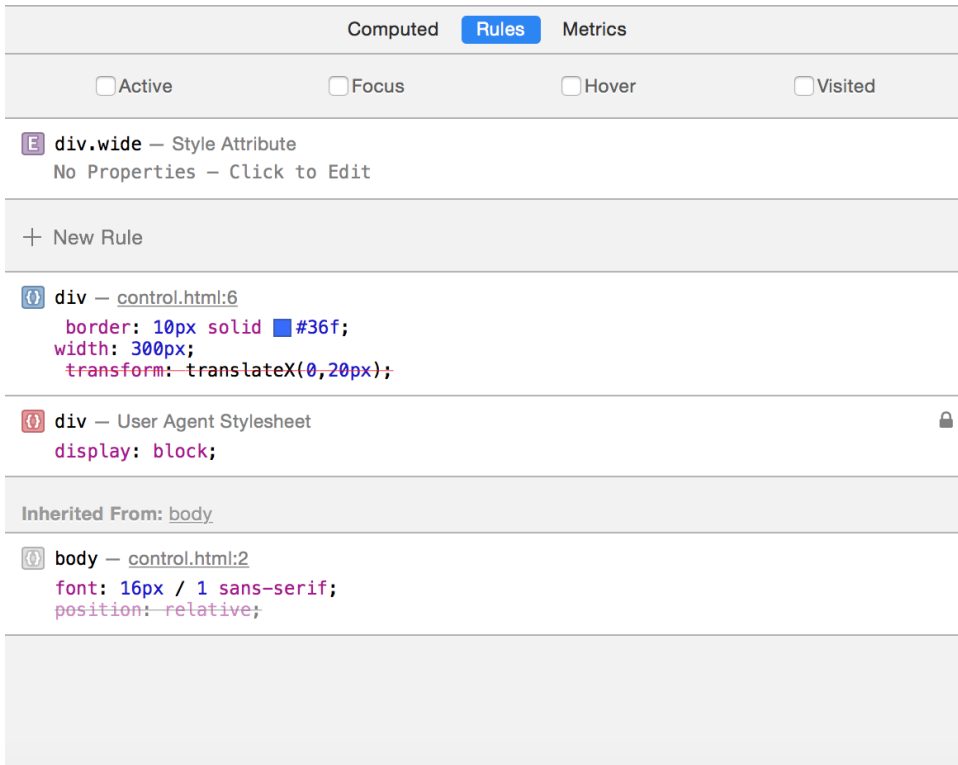 Computed Rules Metrics
Active Focus Hover Visited
E div.wide — Style Attribute
No Properties — Click to Edit
+ New Rule
{} div — control.html:6
border: 10px solid #36f;
width: 300px;
transform: translateX(0,20px);
{} div — User Agent Stylesheet
display: block;
Inherited From: body
{} body — control.html:2
font: 16px / 1 sans-serif;
position: relative;